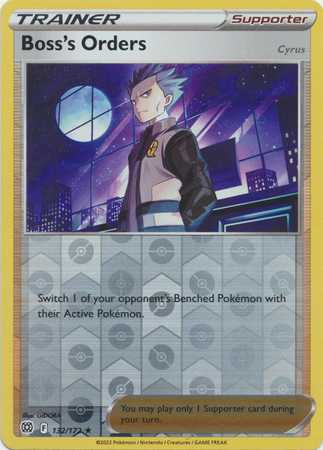 TRAINER Supporter
Boss's Orders
Cyrus
Switch 1 of your opponent's Benched Pokémon with
their Active Pokémon.
illus. GIDORA
F 132/172 ★
You may play only 1 Supporter card during
your turn.
©2022 Pokémon / Nintendo / Creatures / GAME FREAK